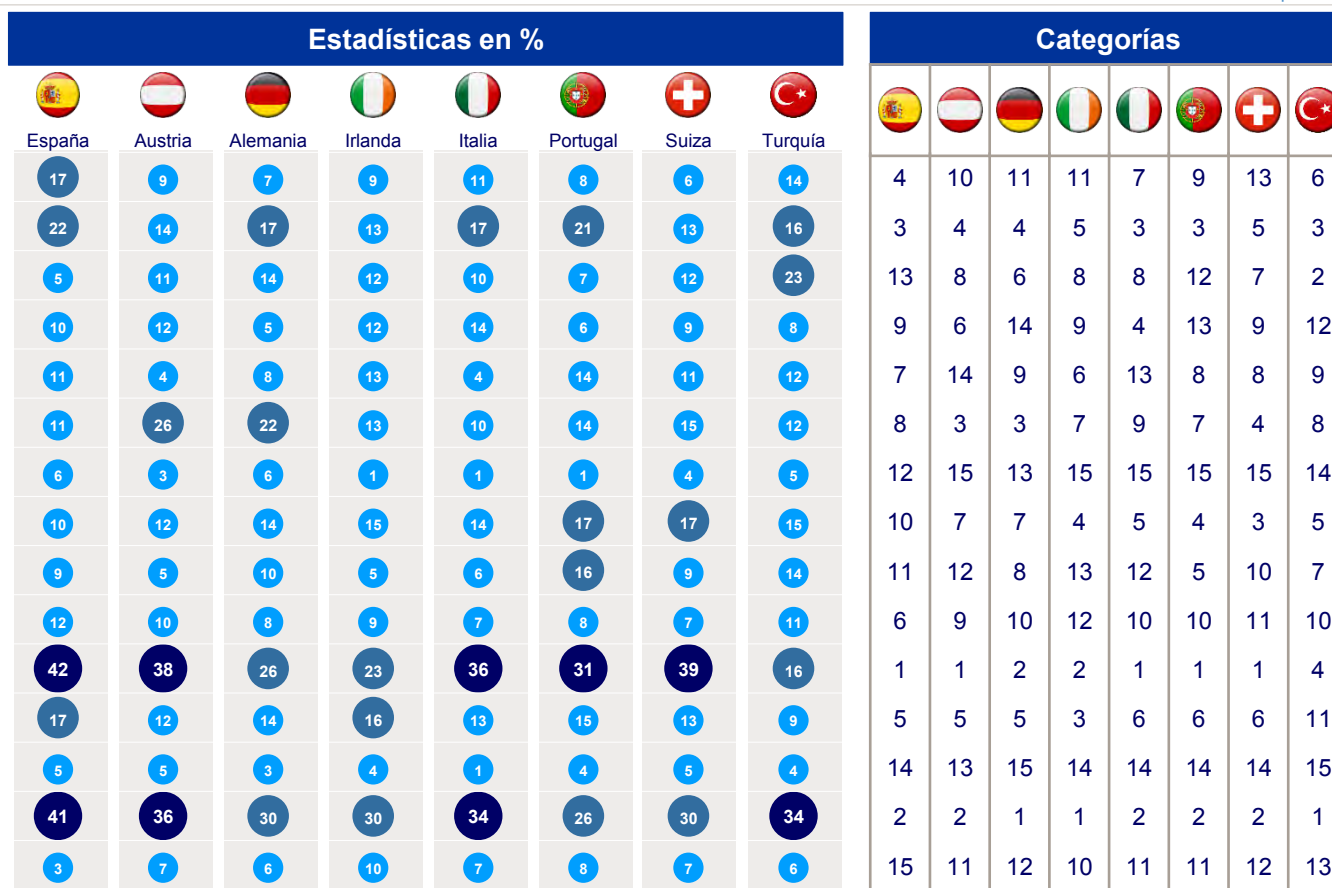 Estadísticas en % Categorías
España Austria Alemania Irlanda Italia Portugal Suiza Turquía
17 9 7 9 11 8 6 14 4 10 11 11 7 9 13 6
22 14 17 13 17 21 13 16 3 4 4 5 3 3 5 3
5 11 14 12 10 7 12 23 13 8 6 8 8 12 7 2
10 12 5 12 14 6 9 8 9 6 14 9 4 13 9 12
11 4 8 13 4 14 11 12 7 14 9 6 13 8 8 9
11 26 22 13 10 14 15 12 8 3 3 7 9 7 4 8
6 3 6 1 1 1 4 5 12 15 13 15 15 15 15 14
10 12 14 15 14 17 17 15 10 7 7 4 5 4 3 5
9 5 10 5 6 16 9 14 11 12 8 13 12 5 10 7
12 10 8 9 7 8 7 11 6 9 10 12 10 10 11 10
42 38 26 23 36 31 39 16 1 1 2 2 1 1 1 4
17 12 14 16 13 15 13 9 5 5 5 3 6 6 6 11
5 5 3 4 1 4 5 4 14 13 15 14 14 14 14 15
41 36 30 30 34 26 30 34 2 2 1 1 2 2 2 1
3 7 6 10 7 8 7 6 15 11 12 10 11 11 12 13